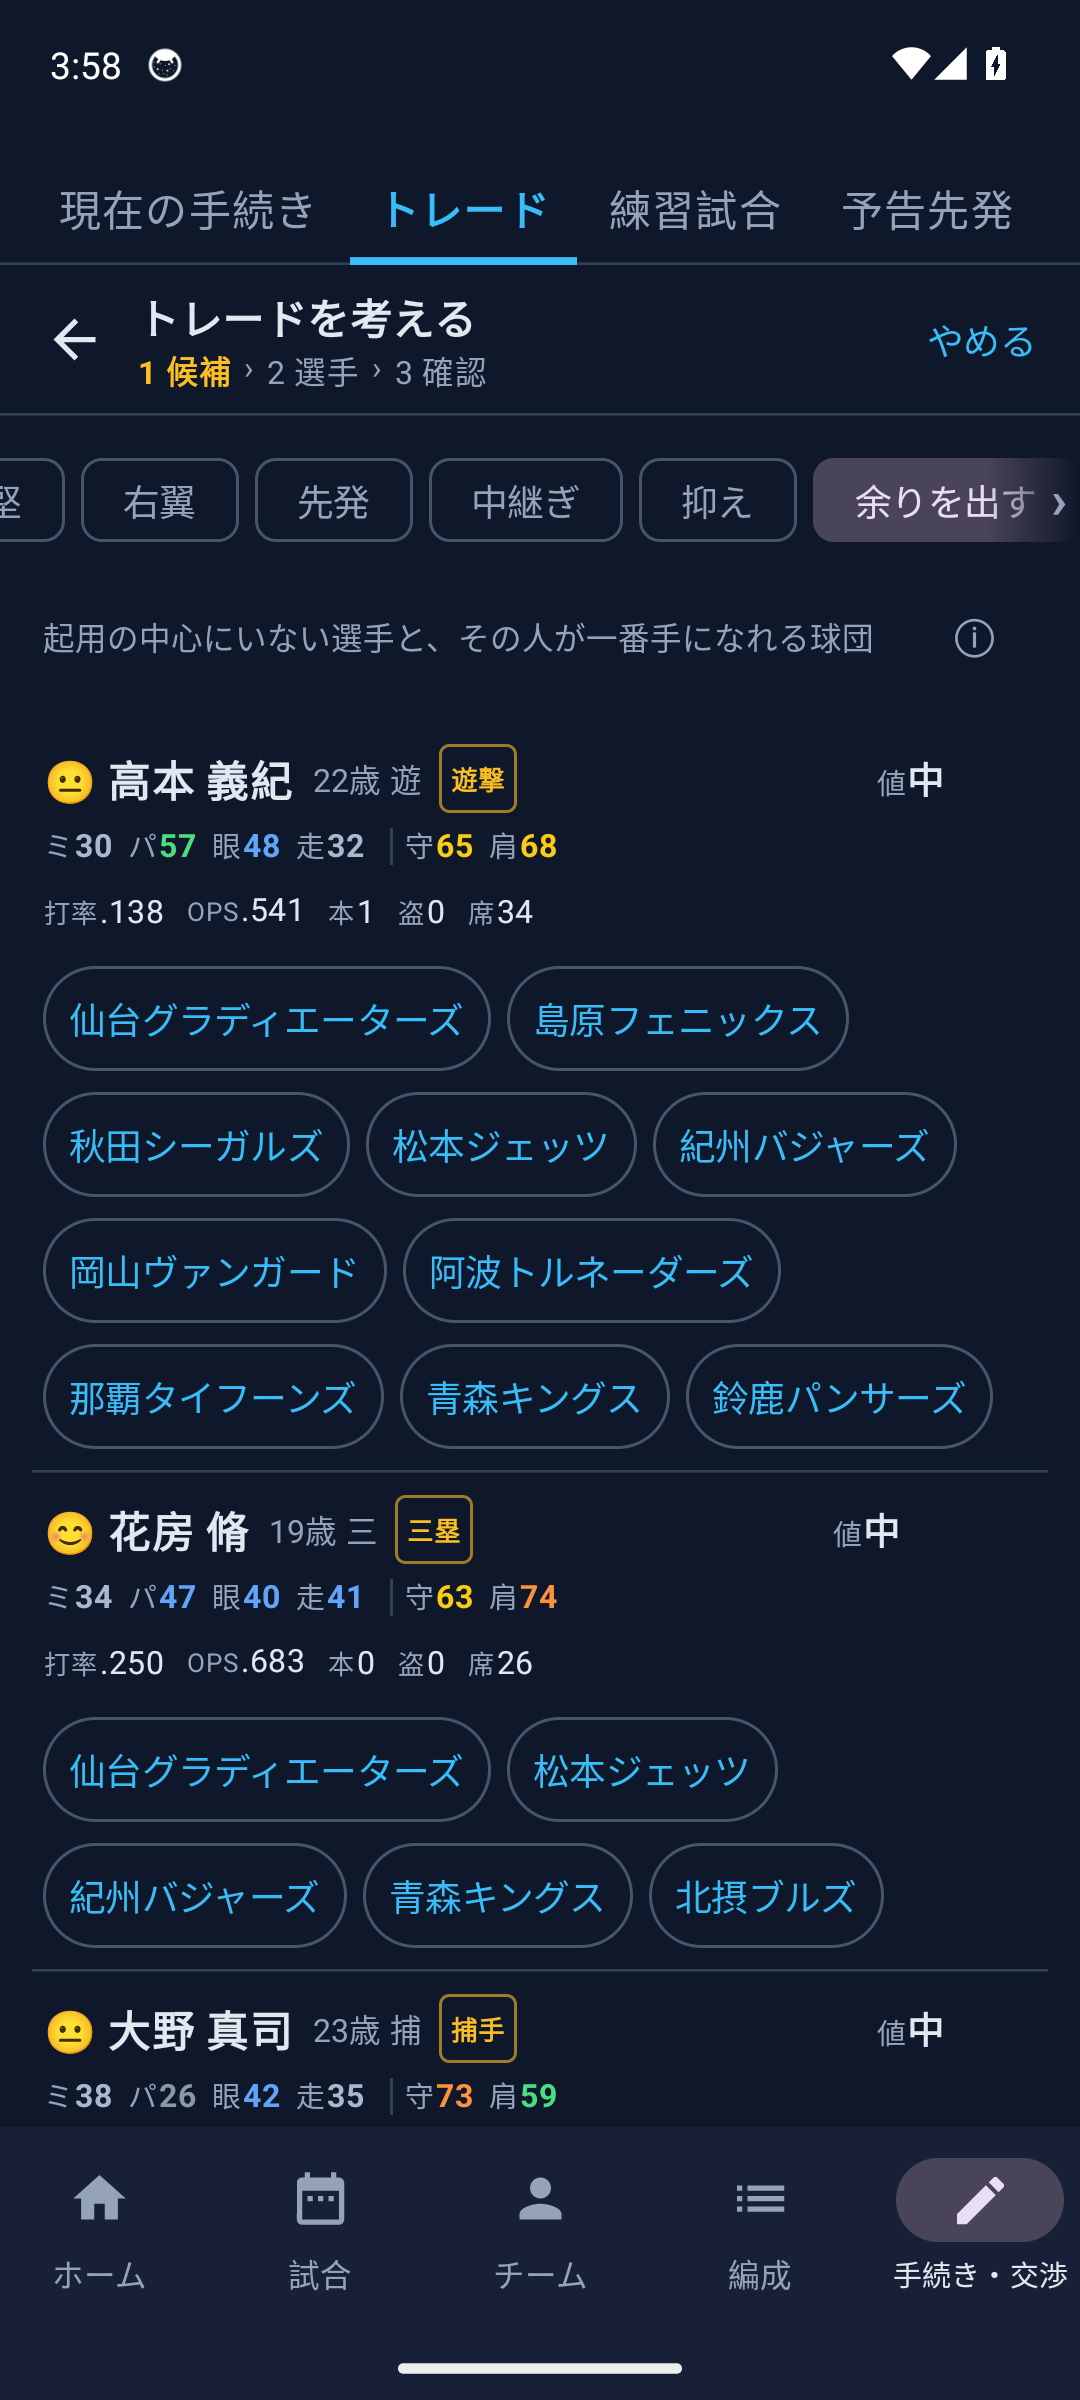 3:58
現在の手続き トレード 練習試合 予告先発
トレードを考える
1 候補 › 2 選手 › 3 確認
やめる
右翼 先発 中継ぎ 抑え 余りを出す ›
起用の中心にいない選手と、その人が一番手になれる球団
高本 義紀 22歳 遊 遊撃 値中
ミ30 パ57 眼48 走32 守65 肩68
打率.138 OPS.541 本1 盗0 席34
仙台グラディエーターズ 島原フェニックス
秋田シーガルズ 松本ジェッツ 紀州バジャーズ
岡山ヴァンガード 阿波トルネーダーズ
那覇タイフーンズ 青森キングス 鈴鹿パンサーズ
花房 脩 19歳 三 三塁 値中
ミ34 パ47 眼40 走41 守63 肩74
打率.250 OPS.683 本0 盗0 席26
仙台グラディエーターズ 松本ジェッツ
紀州バジャーズ 青森キングス 北摂ブルズ
大野 真司 23歳 捕 捕手 値中
ミ38 パ26 眼42 走35 守73 肩59
ホーム 試合 チーム 編成 手続き・交渉